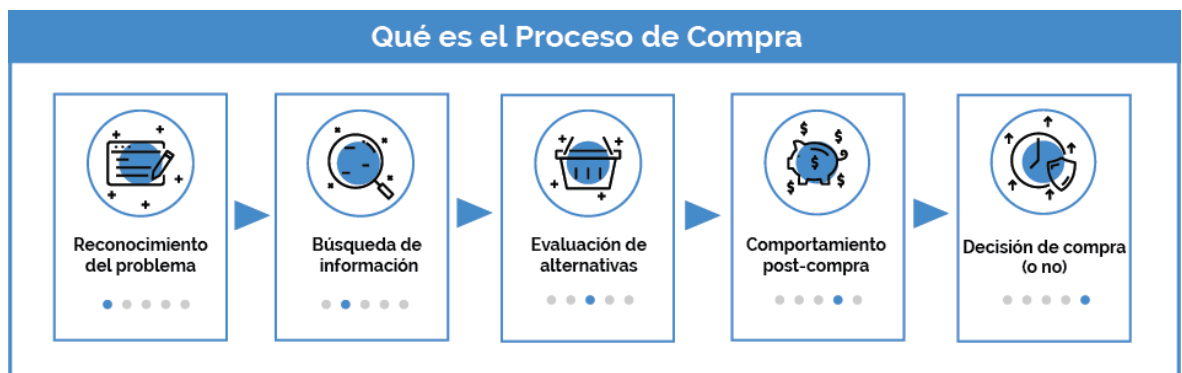 Qué es el Proceso de Compra
Reconocimiento
del problema
Búsqueda de
información
Evaluación de
alternativas
Comportamiento
post-compra
Decisión de compra
(o no)